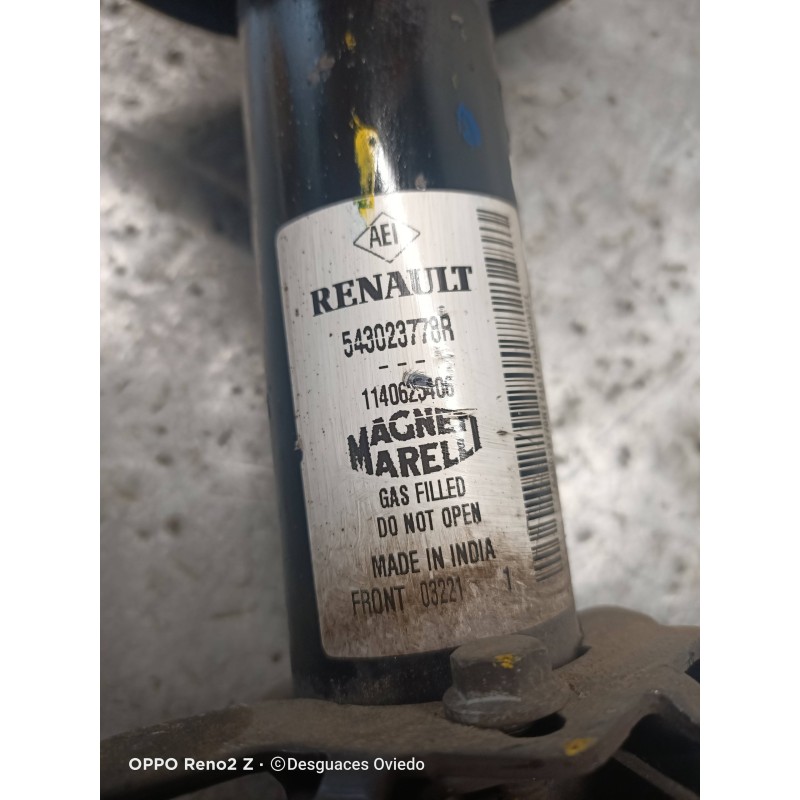 AEI
RENAULT
543023778R
---
MAGNETI
MARELLI
GAS FILLED
DO NOT OPEN
MADE IN INDIA
FRONT 03221 1
OPPO Reno2 Z · ©Desguaces Oviedo